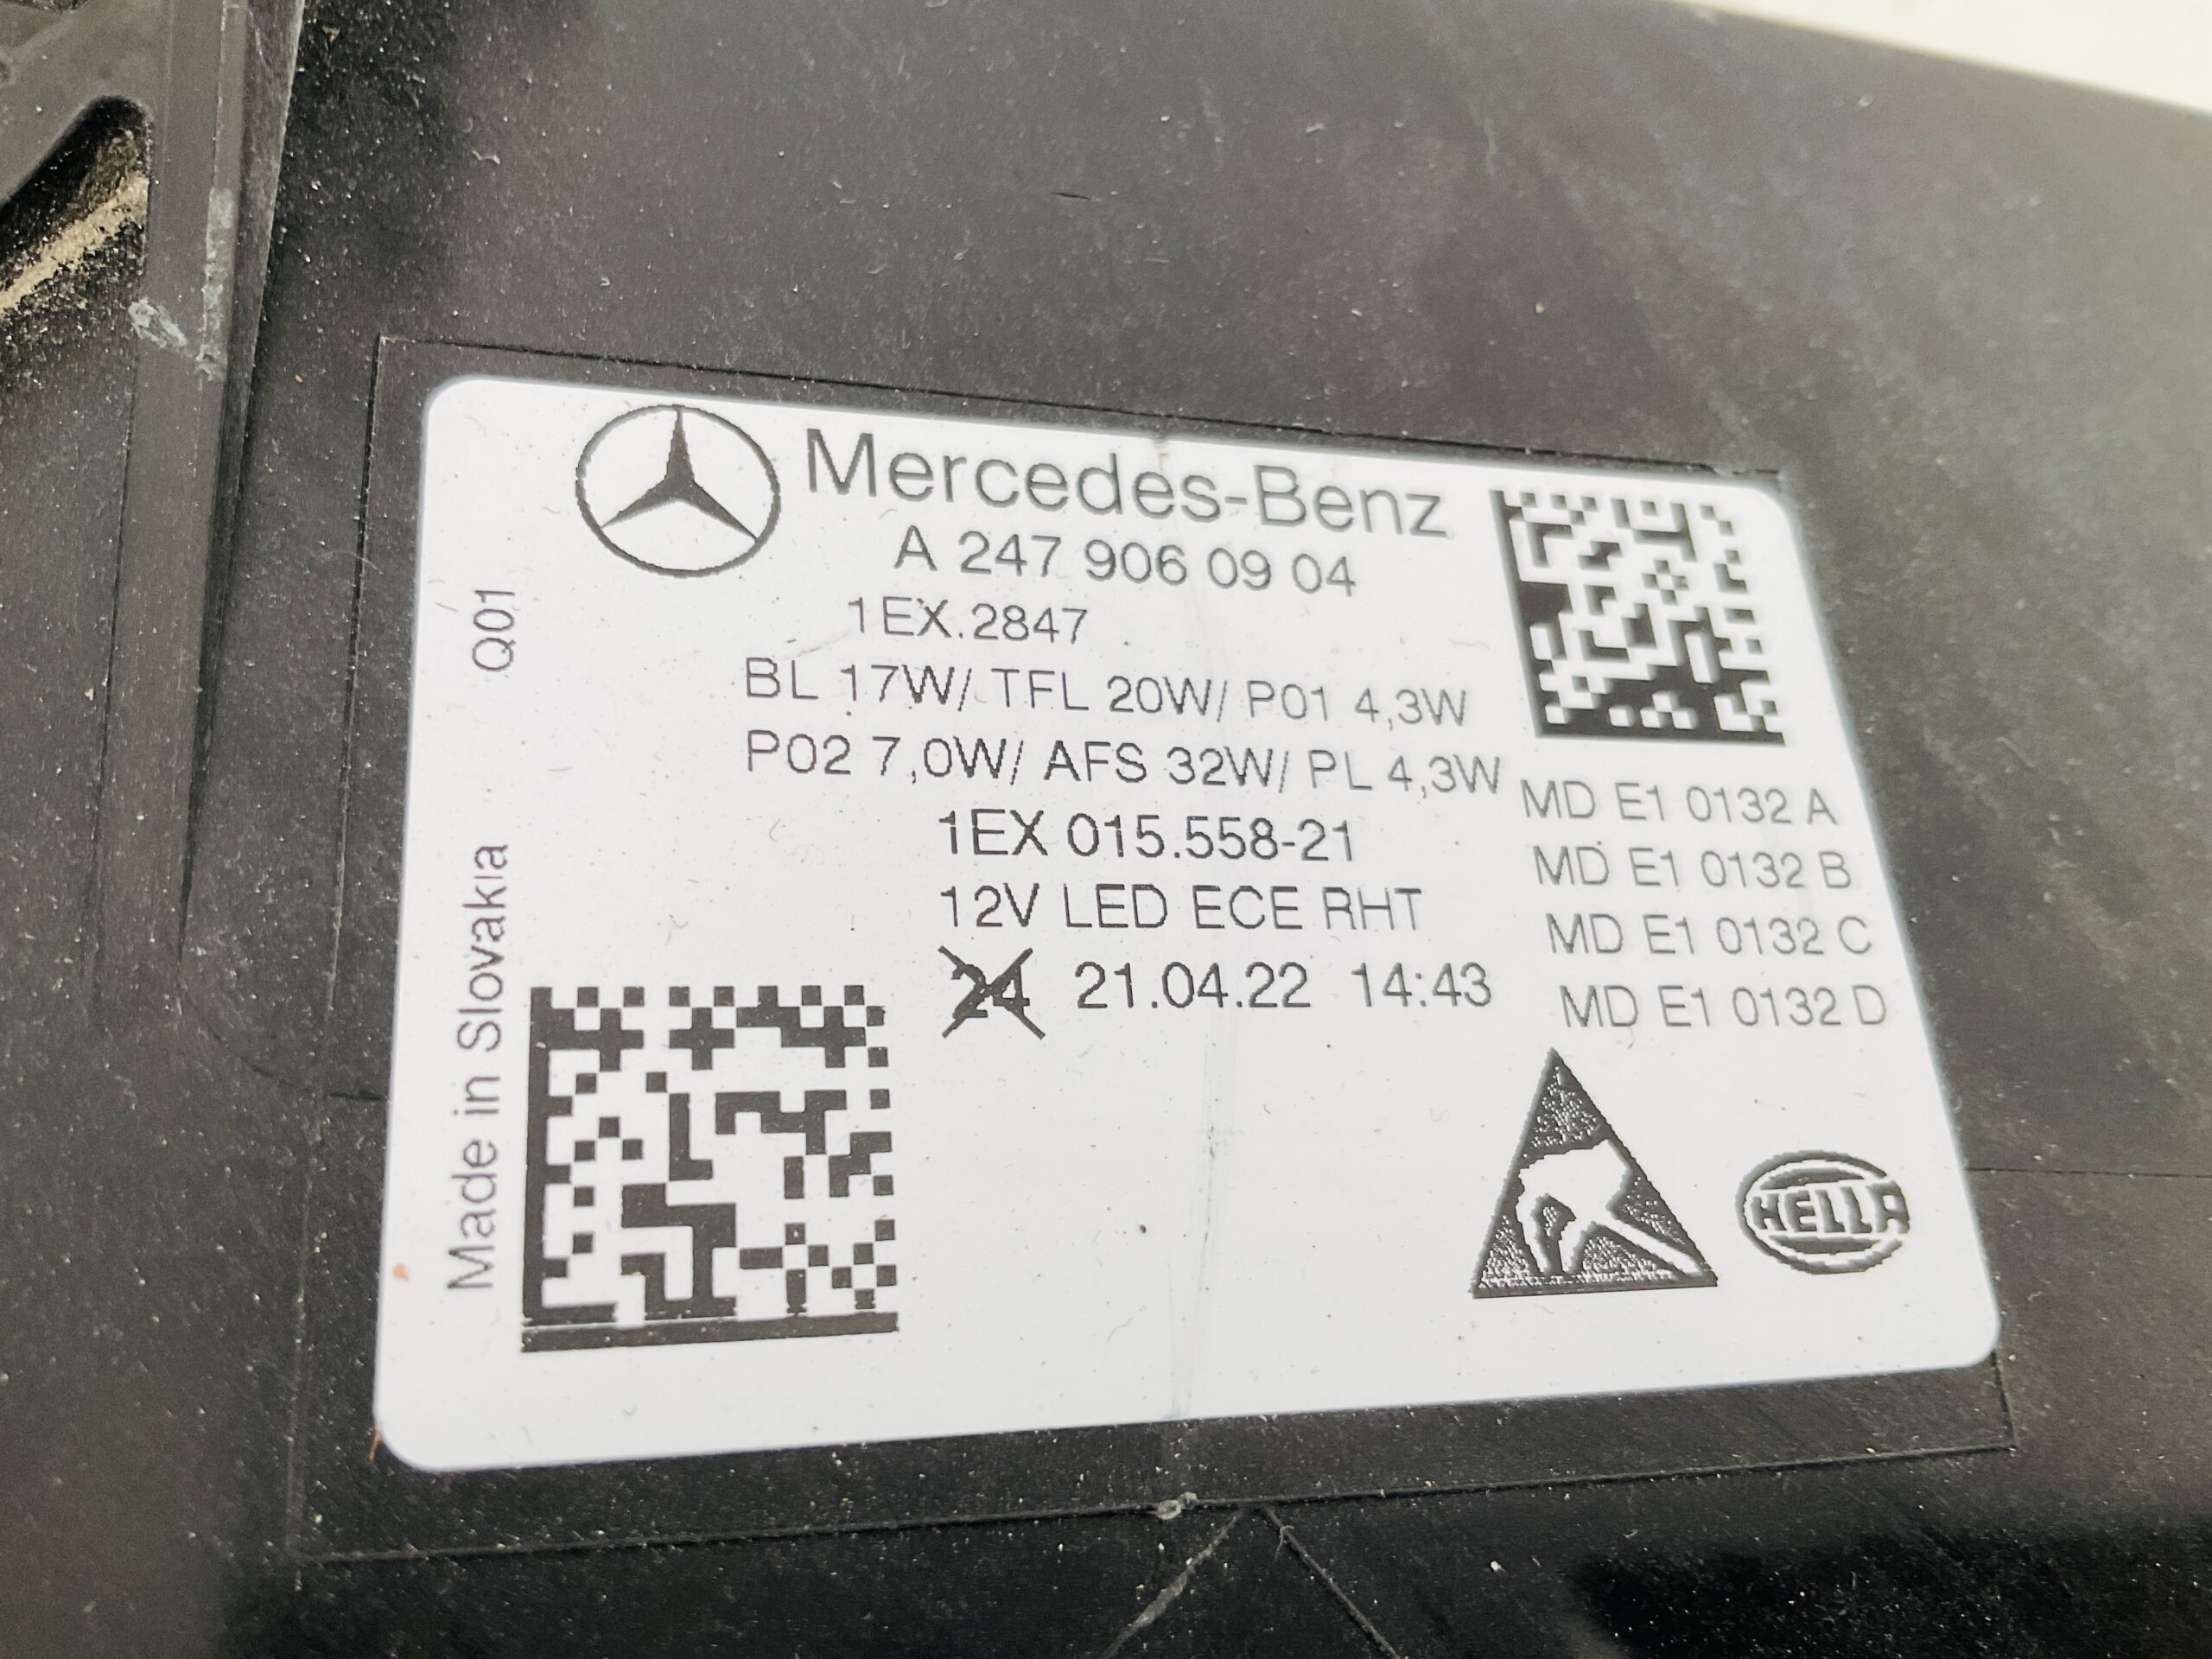 Mercedes-Benz
A 247 906 09 04
1EX.2847
BL 17W/ TFL 20W/ P01 4,3W
P02 7,0W/ AFS 32W/ PL 4,3W
1EX 015.558-21
12V LED ECE RHT
24 21.04.22 14:43
MD E1 0132 A
MD E1 0132 B
MD E1 0132 C
MD E1 0132 D
HELLA
Q01
Made in Slovakia